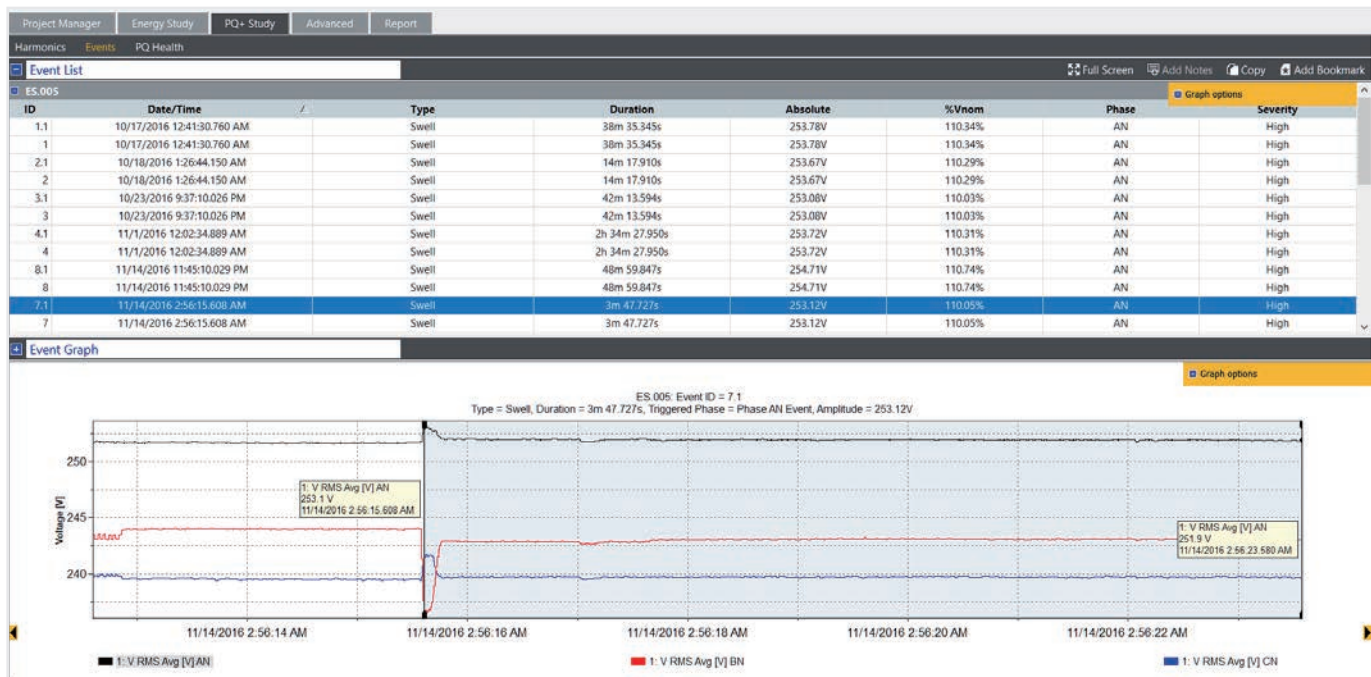 Project Manager Energy Study PQ+ Study Advanced Report
Harmonics Events PQ Health
Event List Full Screen Add Notes Copy Add Bookmark
ES.005 Graph options
ID Date/Time Type Duration Absolute %Vnom Phase Severity
1.1 10/17/2016 12:41:30.760 AM Swell 38m 35.345s 253.78V 110.34% AN High
1 10/17/2016 12:41:30.760 AM Swell 38m 35.345s 253.78V 110.34% AN High
2.1 10/18/2016 1:26:44.150 AM Swell 14m 17.910s 253.67V 110.29% AN High
2 10/18/2016 1:26:44.150 AM Swell 14m 17.910s 253.67V 110.29% AN High
3.1 10/23/2016 9:37:10.026 PM Swell 42m 13.594s 253.08V 110.03% AN High
3 10/23/2016 9:37:10.026 PM Swell 42m 13.594s 253.08V 110.03% AN High
4.1 11/1/2016 12:02:34.889 AM Swell 2h 34m 27.950s 253.72V 110.31% AN High
4 11/1/2016 12:02:34.889 AM Swell 2h 34m 27.950s 253.72V 110.31% AN High
8.1 11/14/2016 11:45:10.029 PM Swell 48m 59.847s 254.71V 110.74% AN High
8 11/14/2016 11:45:10.029 PM Swell 48m 59.847s 254.71V 110.74% AN High
7.1 11/14/2016 2:56:15.608 AM Swell 3m 47.727s 253.12V 110.05% AN High
7 11/14/2016 2:56:15.608 AM Swell 3m 47.727s 253.12V 110.05% AN High
Event Graph
Graph options
ES.005: Event ID = 7.1
Type = Swell, Duration = 3m 47.727s, Triggered Phase = Phase AN Event, Amplitude = 253.12V
Voltage [V]
250
245
240
1: V RMS Avg [V] AN
253.1 V
11/14/2016 2:56:15.608 AM
1: V RMS Avg [V] AN
251.9 V
11/14/2016 2:56:23.580 AM
11/14/2016 2:56:14 AM 11/14/2016 2:56:16 AM 11/14/2016 2:56:18 AM 11/14/2016 2:56:20 AM 11/14/2016 2:56:22 AM
1: V RMS Avg [V] AN 1: V RMS Avg [V] BN 1: V RMS Avg [V] CN